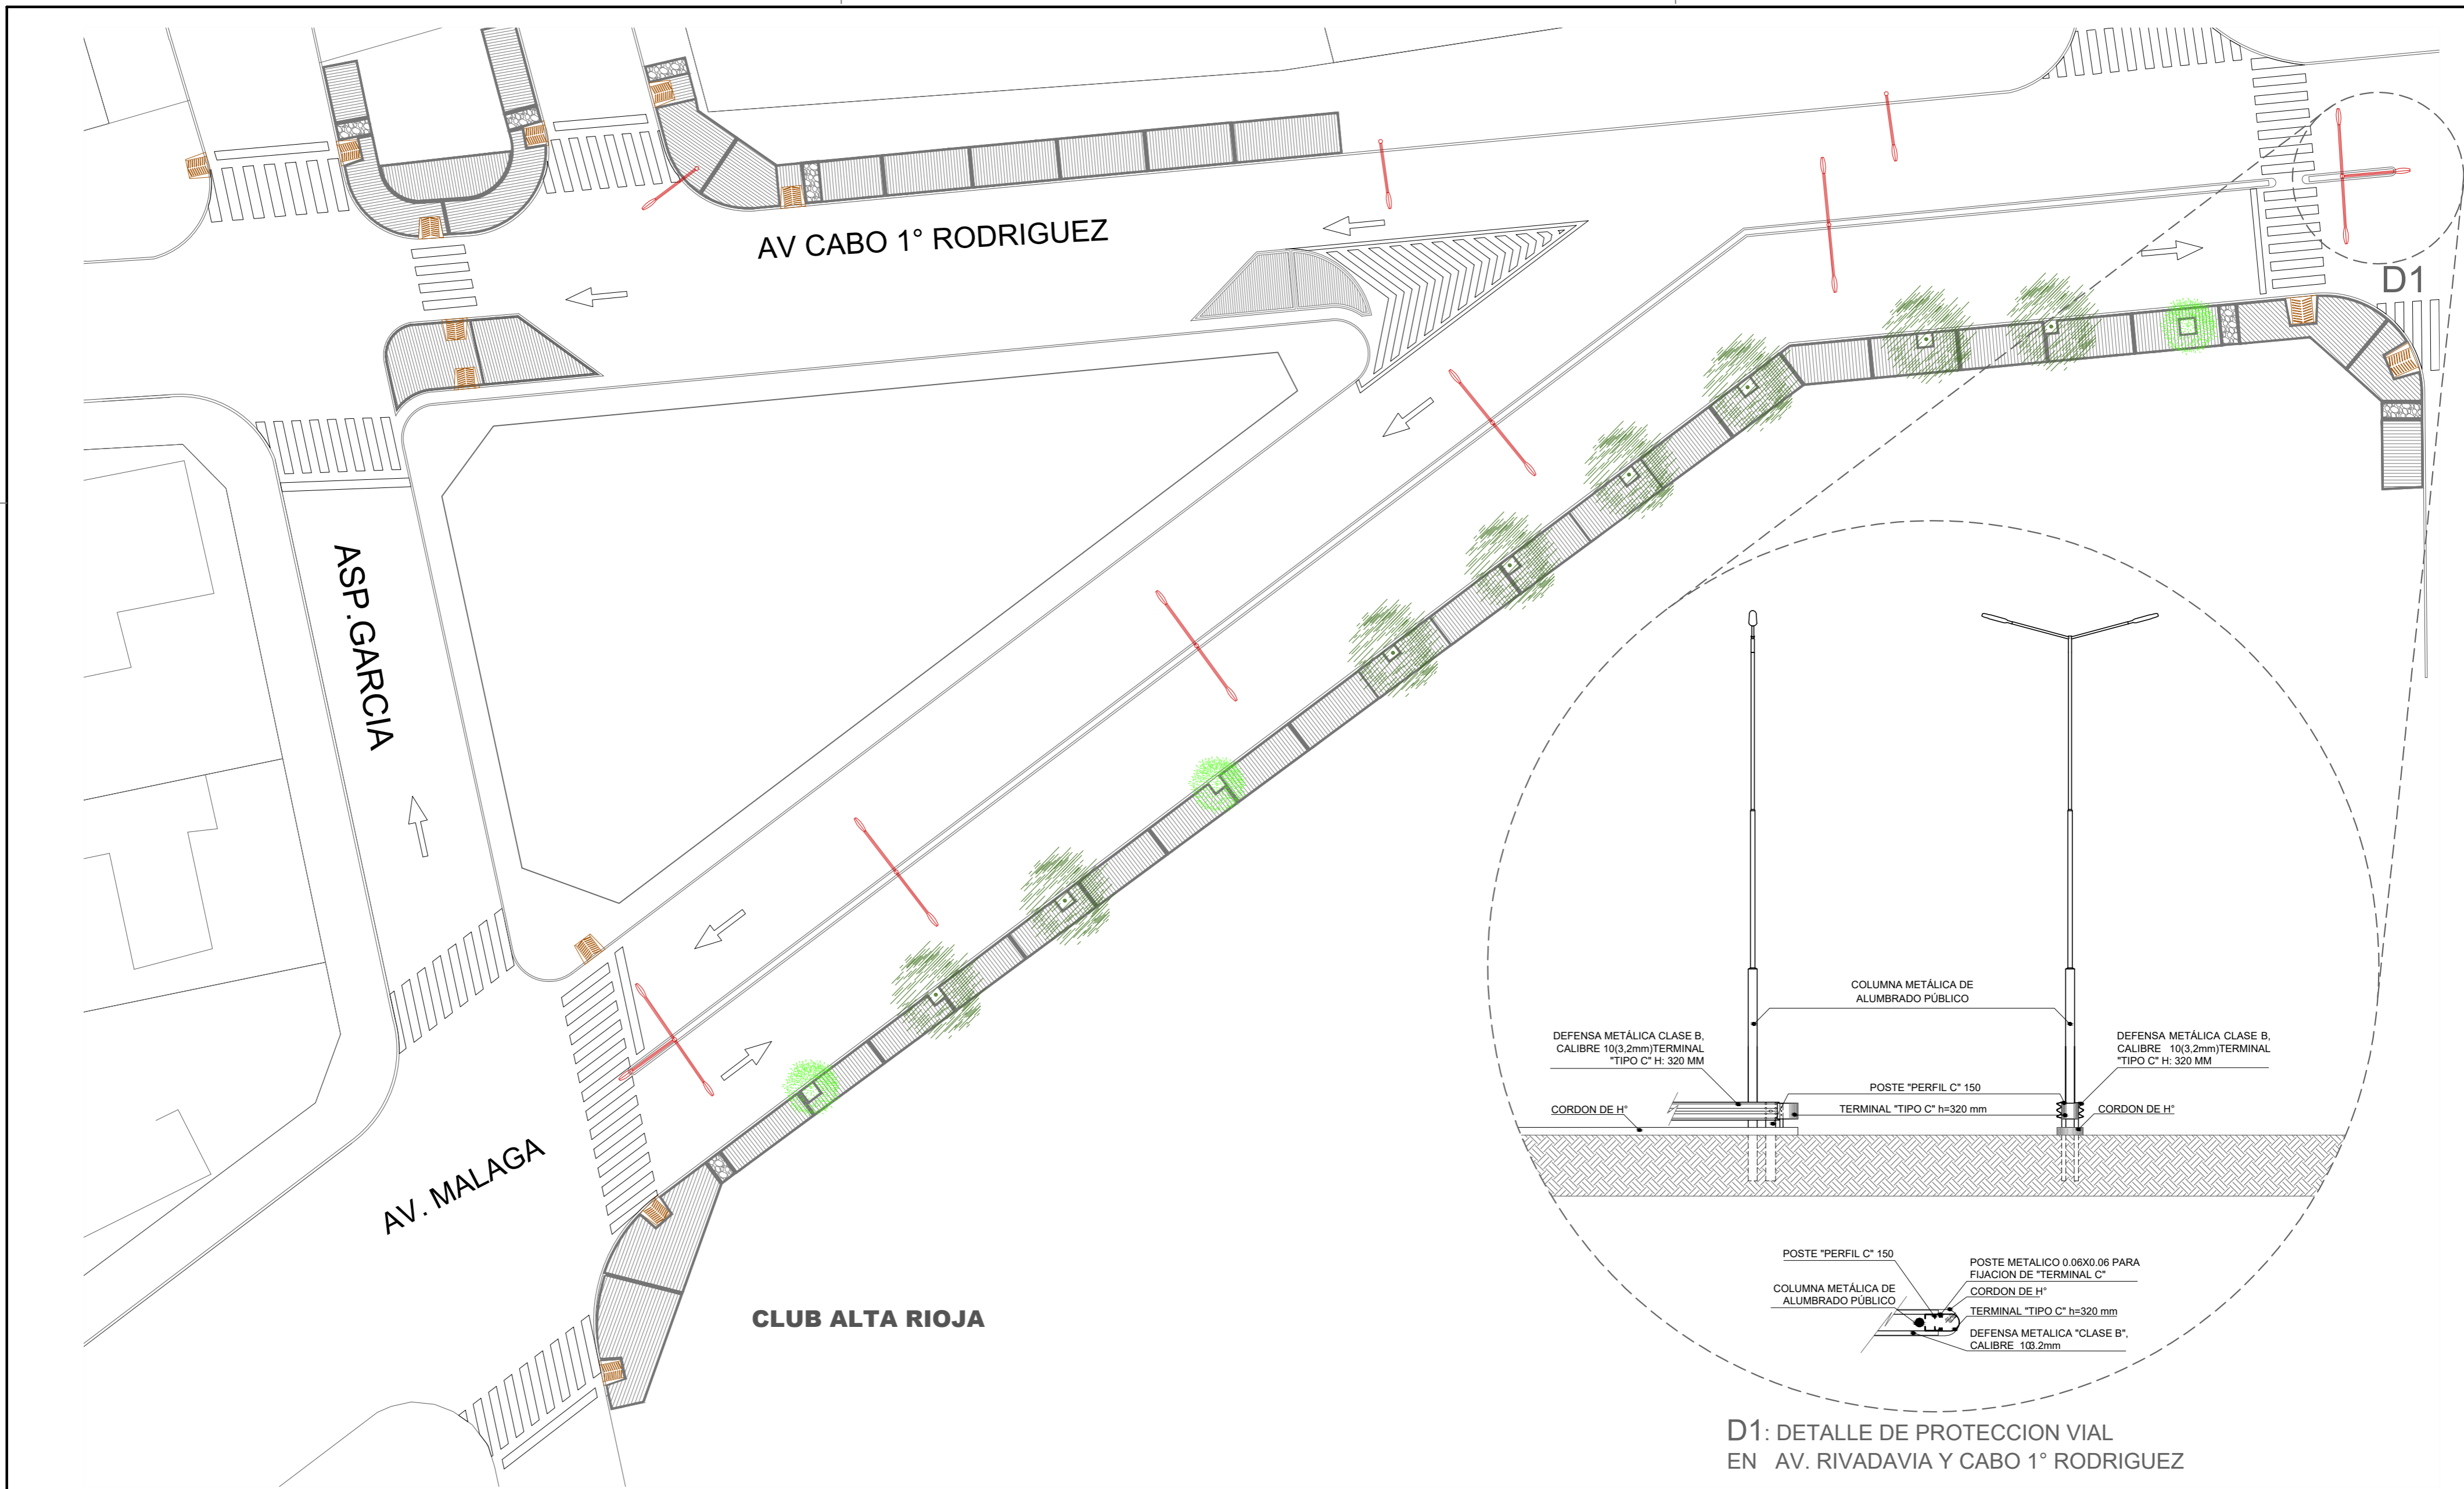 AV CABO 1° RODRIGUEZ
D1
ASP.GARCIA
AV. MALAGA
CLUB ALTA RIOJA
COLUMNA METÁLICA DE
ALUMBRADO PÚBLICO
DEFENSA METÁLICA CLASE B,
CALIBRE 10(3,2mm)TERMINAL
"TIPO C" H: 320 MM
DEFENSA METÁLICA CLASE B,
CALIBRE 10(3,2mm)TERMINAL
"TIPO C" H: 320 MM
POSTE "PERFIL C" 150
CORDON DE H°
TERMINAL "TIPO C" h=320 mm
CORDON DE H°
POSTE "PERFIL C" 150
COLUMNA METÁLICA DE
ALUMBRADO PÚBLICO
POSTE METALICO 0.06X0.06 PARA
FIJACION DE "TERMINAL C"
CORDON DE H°
TERMINAL "TIPO C" h=320 mm
DEFENSA METALICA "CLASE B",
CALIBRE 103.2mm
D1: DETALLE DE PROTECCION VIAL
EN AV. RIVADAVIA Y CABO 1° RODRIGUEZ